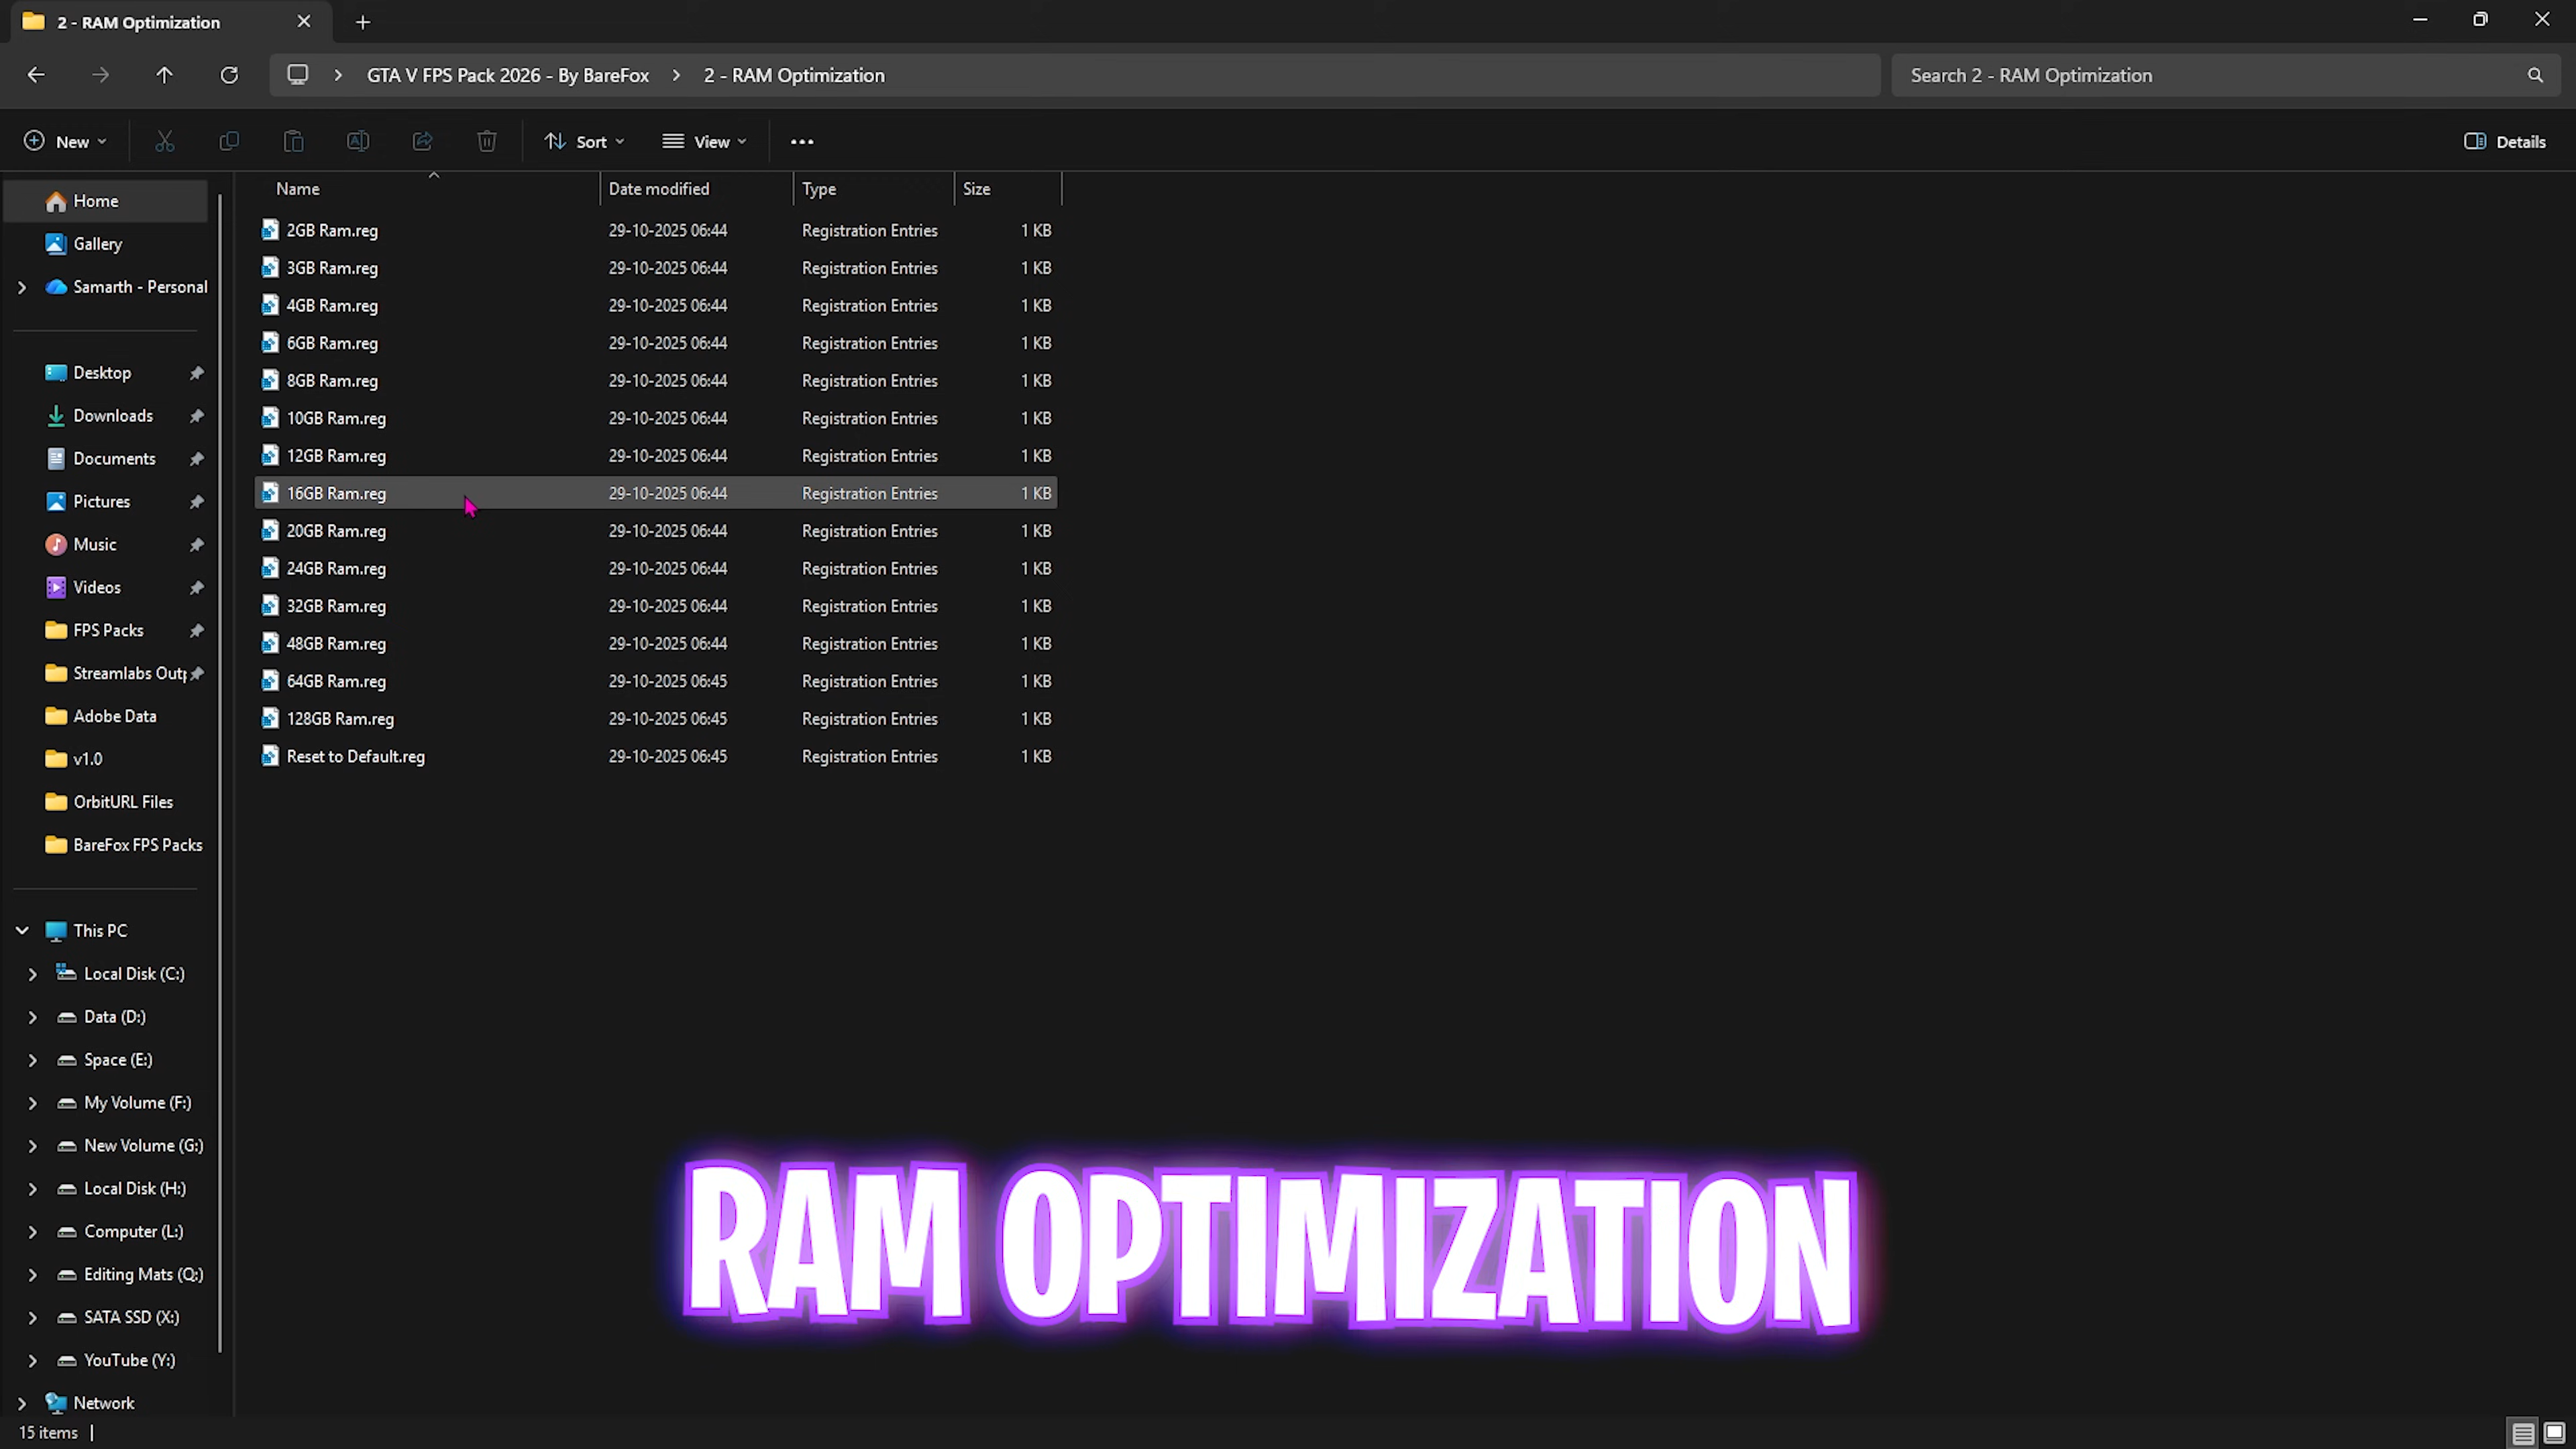 2 - RAM Optimization
GTA V FPS Pack 2026 - By BareFox
2 - RAM Optimization
Search 2 - RAM Optimization
New
Sort
View
Details
Name
Date modified
Type
Size
Home
Gallery
Samarth - Personal
Desktop
Downloads
Documents
Pictures
Music
Videos
FPS Packs
Streamlabs Outp
Adobe Data
v1.0
OrbitURL Files
BareFox FPS Packs
This PC
Local Disk (C:)
Data (D:)
Space (E:)
My Volume (F:)
New Volume (G:)
Local Disk (H:)
Computer (L:)
Editing Mats (Q:)
SATA SSD (X:)
YouTube (Y:)
Network
2GB Ram.reg 29-10-2025 06:44 Registration Entries 1 KB
3GB Ram.reg 29-10-2025 06:44 Registration Entries 1 KB
4GB Ram.reg 29-10-2025 06:44 Registration Entries 1 KB
6GB Ram.reg 29-10-2025 06:44 Registration Entries 1 KB
8GB Ram.reg 29-10-2025 06:44 Registration Entries 1 KB
10GB Ram.reg 29-10-2025 06:44 Registration Entries 1 KB
12GB Ram.reg 29-10-2025 06:44 Registration Entries 1 KB
16GB Ram.reg 29-10-2025 06:44 Registration Entries 1 KB
20GB Ram.reg 29-10-2025 06:44 Registration Entries 1 KB
24GB Ram.reg 29-10-2025 06:44 Registration Entries 1 KB
32GB Ram.reg 29-10-2025 06:44 Registration Entries 1 KB
48GB Ram.reg 29-10-2025 06:44 Registration Entries 1 KB
64GB Ram.reg 29-10-2025 06:45 Registration Entries 1 KB
128GB Ram.reg 29-10-2025 06:45 Registration Entries 1 KB
Reset to Default.reg 29-10-2025 06:45 Registration Entries 1 KB
RAM OPTIMIZATION
15 items